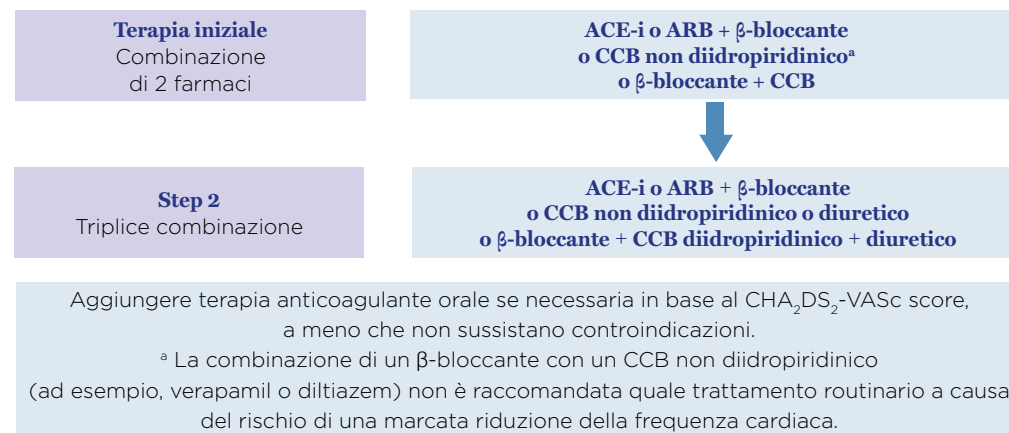 Terapia iniziale
Combinazione
di 2 farmaci
ACE-i o ARB + β-bloccante
o CCB non diidropiridinicoᵃ
o β-bloccante + CCB
Step 2
Triplice combinazione
ACE-i o ARB + β-bloccante
o CCB non diidropiridinico o diuretico
o β-bloccante + CCB diidropiridinico + diuretico
Aggiungere terapia anticoagulante orale se necessaria in base al CHA₂DS₂-VASc score,
a meno che non sussistano controindicazioni.
ᵃ La combinazione di un β-bloccante con un CCB non diidropiridinico
(ad esempio, verapamil o diltiazem) non è raccomandata quale trattamento routinario a causa
del rischio di una marcata riduzione della frequenza cardiaca.